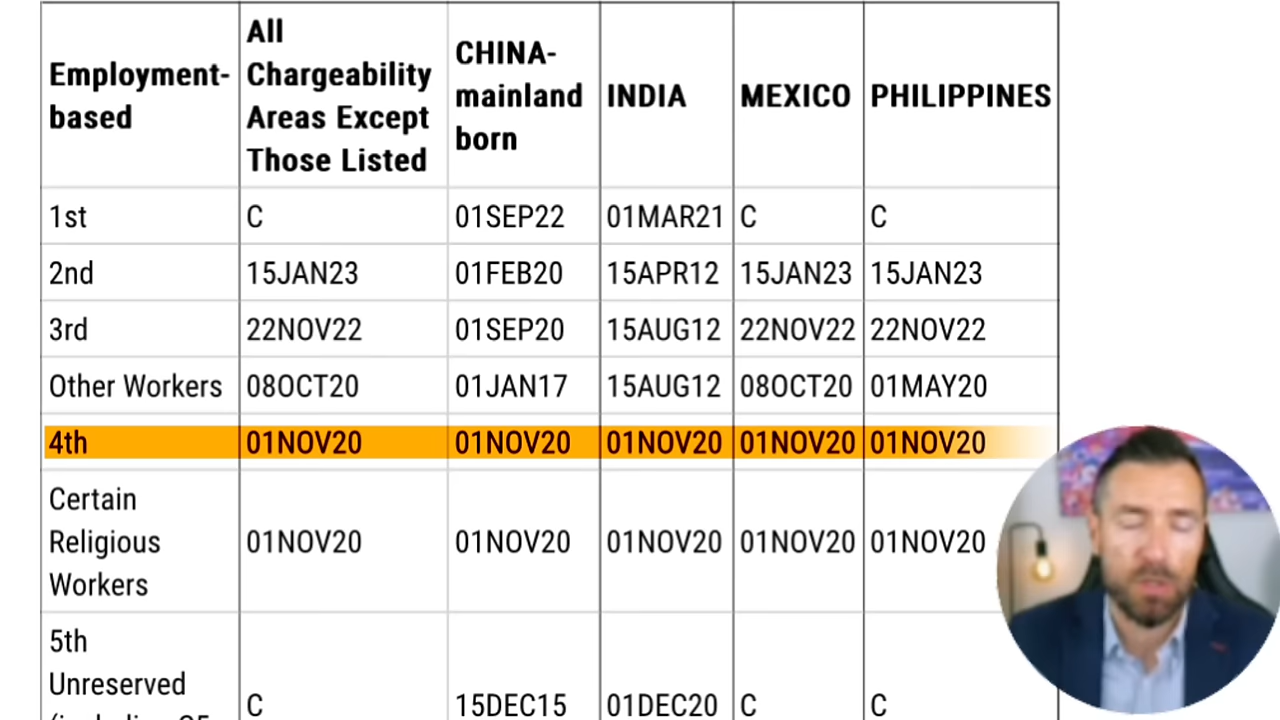 Employment-based All Chargeability Areas Except Those Listed CHINA-mainland born INDIA MEXICO PHILIPPINES
1st C 01SEP22 01MAR21 C C
2nd 15JAN23 01FEB20 15APR12 15JAN23 15JAN23
3rd 22NOV22 01SEP20 15AUG12 22NOV22 22NOV22
Other Workers 08OCT20 01JAN17 15AUG12 08OCT20 01MAY20
4th 01NOV20 01NOV20 01NOV20 01NOV20 01NOV20
Certain Religious Workers 01NOV20 01NOV20 01NOV20 01NOV20 01NOV20
5th Unreserved C 15DEC15 01DEC20 C C